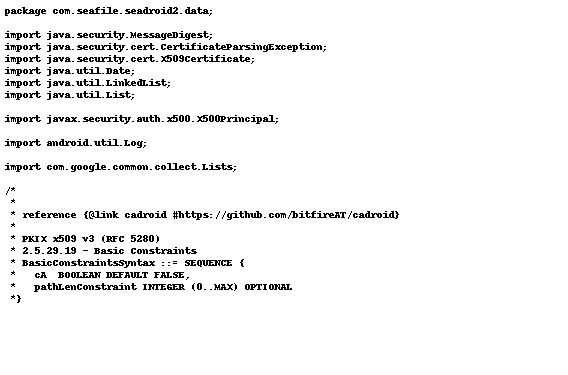 package com.seafile.seadroid2.data;

import java.security.MessageDigest;
import java.security.cert.CertificateParsingException;
import java.security.cert.X509Certificate;
import java.util.Date;
import java.util.LinkedList;
import java.util.List;

import javax.security.auth.x500.X500Principal;

import android.util.Log;

import com.google.common.collect.Lists;

/*
 *
 * reference {@link cadroid #https://github.com/bitfireAT/cadroid}
 *
 * PKIX x509 v3 (RFC 5280)
 * 2.5.29.19 - Basic Constraints
 * BasicConstraintsSyntax ::= SEQUENCE {
 *   cA  BOOLEAN DEFAULT FALSE,
 *   pathLenConstraint INTEGER (0..MAX) OPTIONAL
 *}